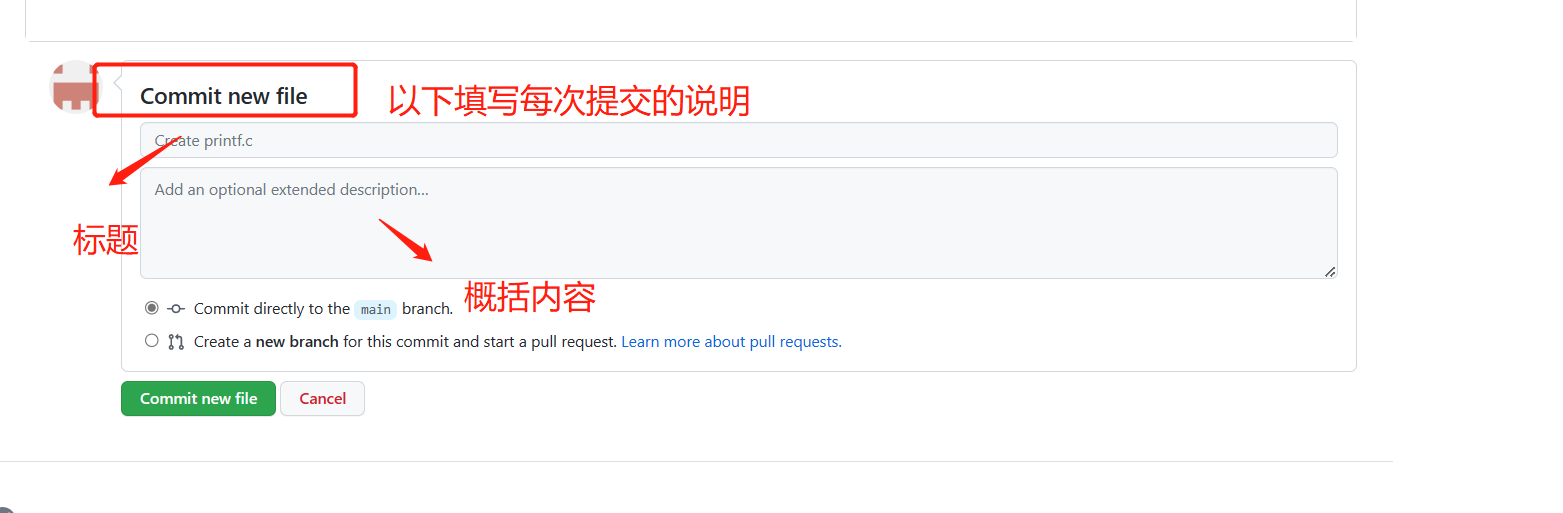 Commit new file
以下填写每次提交的说明
Create printf.c
Add an optional extended description...
标题
概括内容
Commit directly to the main branch.
Create a new branch for this commit and start a pull request. Learn more about pull requests.
Commit new file
Cancel